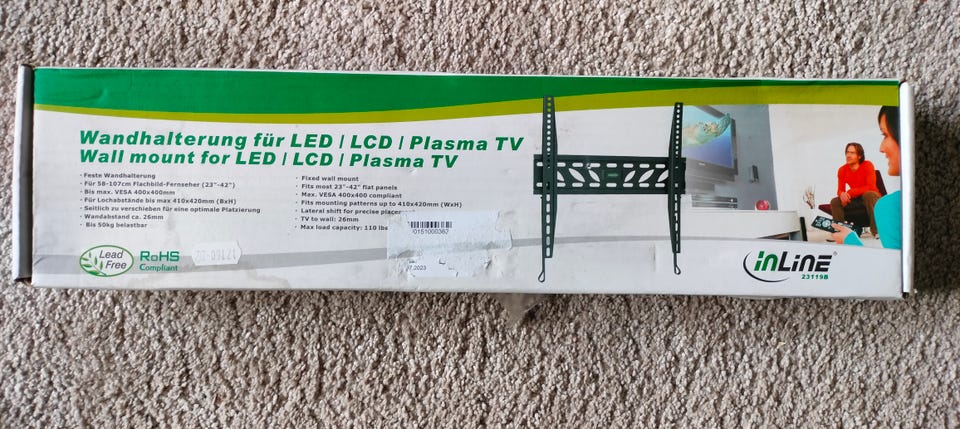 Wandhalterung für LED | LCD | Plasma TV
Wall mount for LED | LCD | Plasma TV
· Feste Wandhalterung
· Für 58-107cm Flachbild-Fernseher (23"-42")
· Bis max. VESA 400x400mm
· Für Lochabstände bis max 410x420mm (BxH)
· Seitlich zu verschieben für eine optimale Platzierung
· Wandabstand ca. 26mm
· Bis 50kg belastbar
· Fixed wall mount
· Fits most 23"-42" flat panels
· Max. VESA 400x400 compliant
· Fits mounting patterns up to 410x420mm (WxH)
· Lateral shift for precise
· TV to wall: 26mm
· Max load capacity: 110 lbs
Lead
Free
RoHS
Compliant
InLine®
23119B